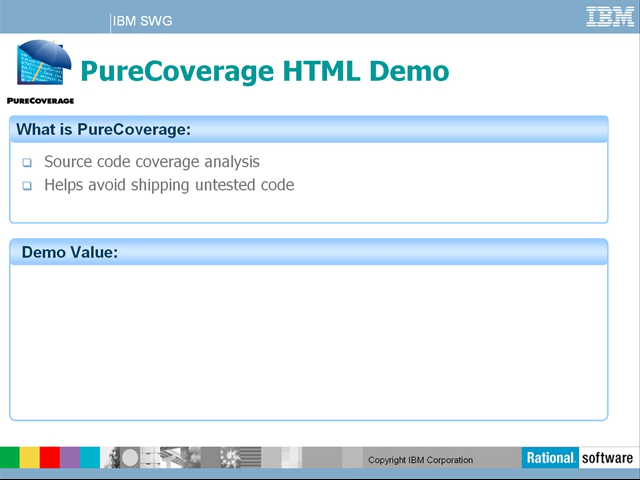 IBM SWG
IBM
PureCoverage HTML Demo
PURECOVERAGE
What is PureCoverage:
Source code coverage analysis
Helps avoid shipping untested code
Demo Value:
Copyright IBM Corporation
Rational. software